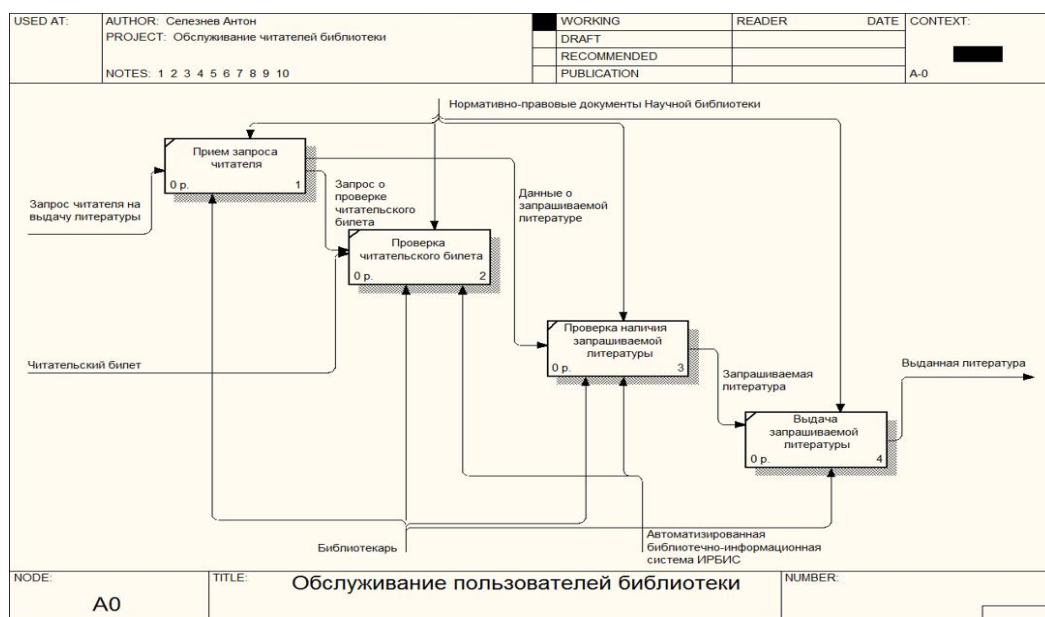 USED AT:
AUTHOR: Селезнев Антон
PROJECT: Обслуживание читателей библиотеки
NOTES: 1 2 3 4 5 6 7 8 9 10
WORKING
DRAFT
RECOMMENDED
PUBLICATION
READER DATE
CONTEXT:
A-0
Нормативно-правовые документы Научной библиотеки
Прием запроса
читателя
0 р. 1
Запрос читателя на
выдачу литературы
Запрос о
проверке
читательского
билета
Данные о
запрашиваемой
литературе
Проверка
читательского билета
0 р. 2
Читательский билет
Проверка наличия
запрашиваемой
литературы
0 р. 3
Запрашиваемая
литература
Выданная литература
Выдача
запрашиваемой
литературы
0 р. 4
Библиотекарь
Автоматизированная
библиотечно-информационная
система ИРБИС
NODE:
A0
TITLE:
Обслуживание пользователей библиотеки
NUMBER: